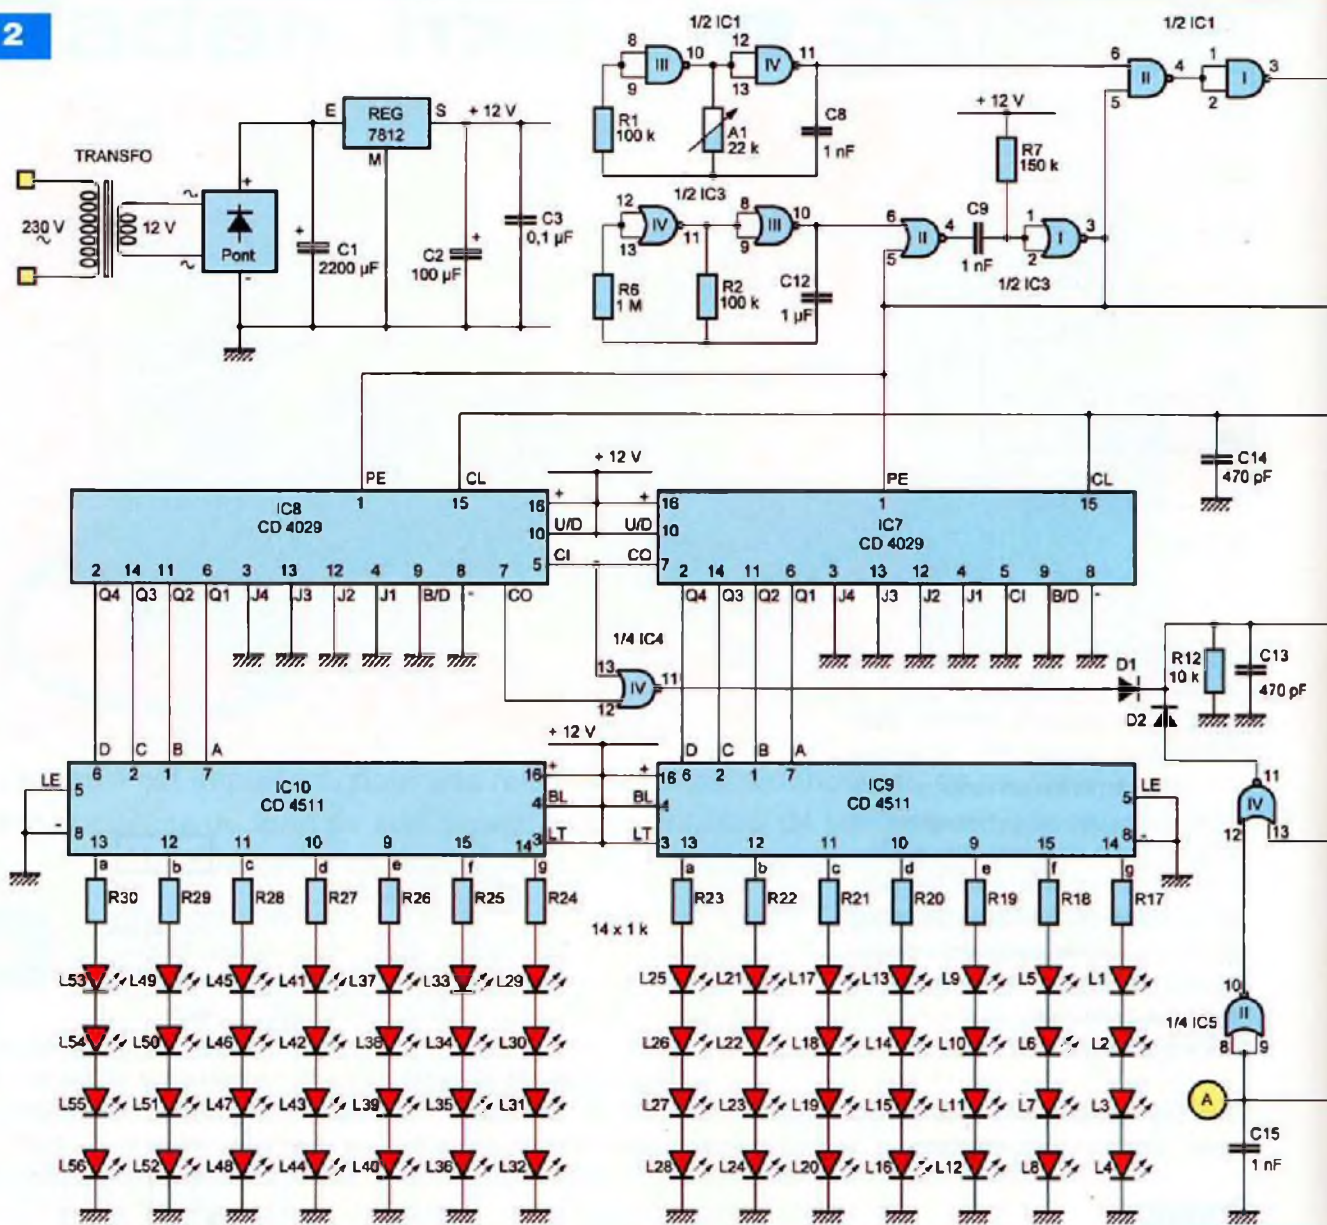 2
TRANSFO
230 V
~
12 V
~
~
+
-
Pont
E
REG
7812
S
M
+ 12 V
+
C1
2200 µF
+
C2
100 µF
C3
0,1 µF
1/2 IC1
8
9
III
10
12
13
IV
11
R1
100 k
A1
22 k
C8
1 nF
1/2 IC3
12
13
IV
11
8
9
III
10
R6
1 M
R2
100 k
C12
1 µF
1/2 IC1
6
5
II
4
1
2
I
3
+ 12 V
R7
150 k
6
5
II
4
C9
1 nF
1
2
I
3
1/2 IC3
C14
470 pF
PE
CL
1
15
IC8
CD 4029
16
10
5
+
U/D
CI
+ 12 V
+
U/D
CO
2 14 11 6 3 13 12 4 9 8 7
Q4 Q3 Q2 Q1 J4 J3 J2 J1 B/D - CO
PE
CL
1
15
IC7
CD 4029
16
10
7
2 14 11 6 3 13 12 4 5 9 8
Q4 Q3 Q2 Q1 J4 J3 J2 J1 CI B/D -
1/4 IC4
13
12
IV
11
D1
D2
R12
10 k
C13
470 pF
D C B A
6 2 1 7
LE
5
-
8
IC10
CD 4511
16
4
3
+
BL
LT
+ 12 V
+
BL
LT
13 12 11 10 9 15 14
a b c d e f g
D C B A
16 6 2 1 7
4
3
IC9
CD 4511
LE
5
8
-
13 12 11 10 9 15 14
a b c d e f g
11
IV
12
13
R30 R29 R28 R27 R26 R25 R24
14 x 1 k
R23 R22 R21 R20 R19 R18 R17
L53 L49 L45 L41 L37 L33 L29 L25 L21 L17 L13 L9 L5 L1
L54 L50 L46 L42 L38 L34 L30 L26 L22 L18 L14 L10 L6 L2
L55 L51 L47 L43 L39 L35 L31 L27 L23 L19 L15 L11 L7 L3
L56 L52 L48 L44 L40 L36 L32 L28 L24 L20 L16 L12 L8 L4
10
II
1/4 IC5
8
9
A
C15
1 nF